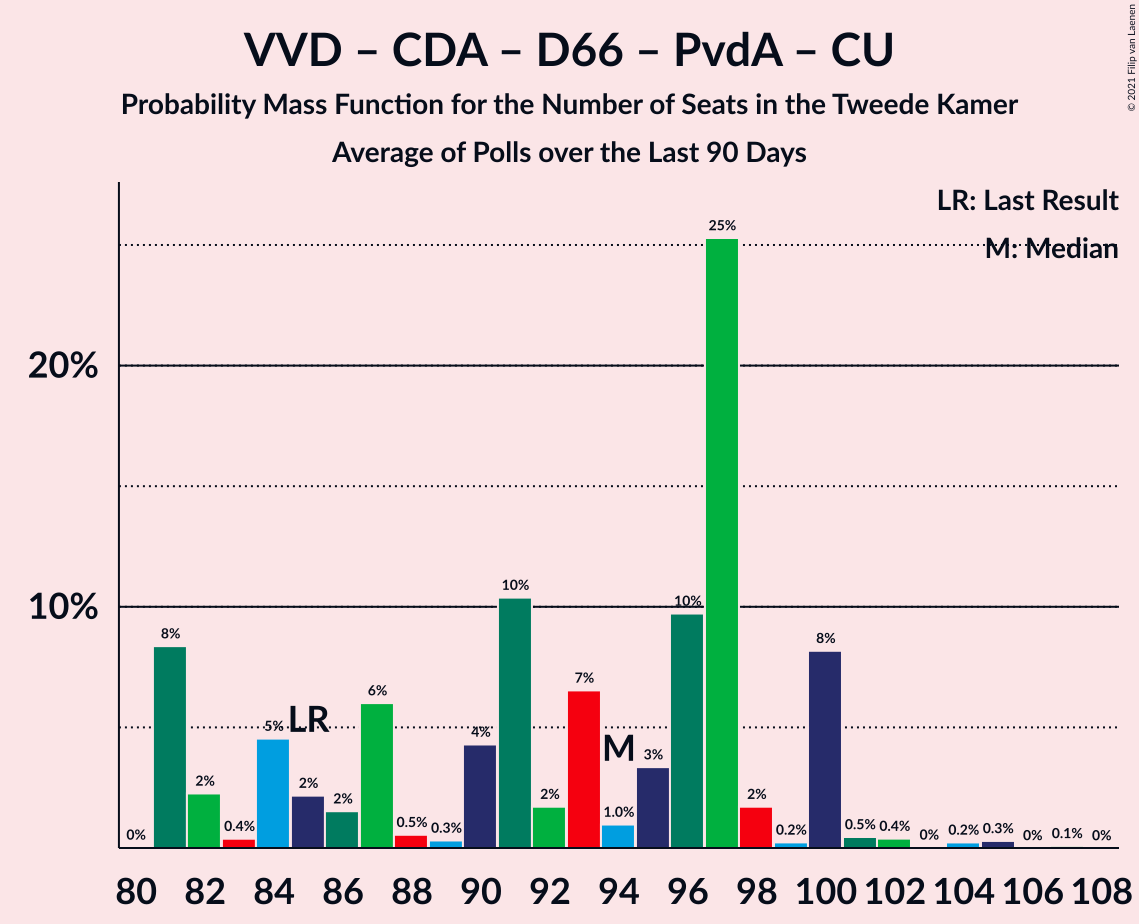 VVD – CDA – D66 – PvdA – CU
Probability Mass Function for the Number of Seats in the Tweede Kamer
Average of Polls over the Last 90 Days
© 2021 Filip van Laenen
LR: Last Result
M: Median
20%
10%
0% 8% 2% 0.4% 5% LR 2% 2% 6% 0.5% 0.3% 4% 10% 2% 7% M 1.0% 3% 10% 25% 2% 0.2% 8% 0.5% 0.4% 0% 0.2% 0.3% 0% 0.1% 0%
80 82 84 86 88 90 92 94 96 98 100 102 104 106 108